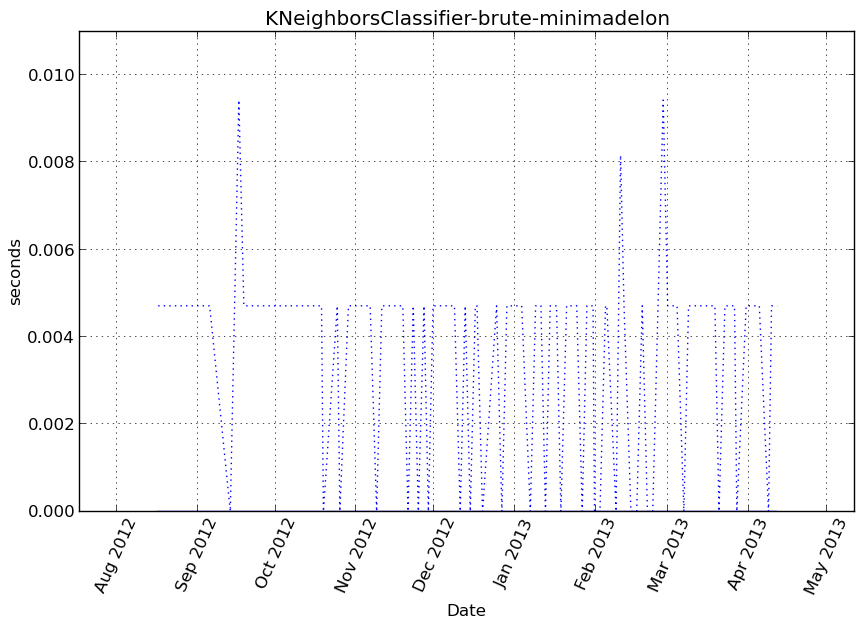 KNeighborsClassifier-brute-minimadelon
0.010
0.008
0.006
0.004
0.002
0.000
seconds
Aug 2012
Sep 2012
Oct 2012
Nov 2012
Dec 2012
Jan 2013
Feb 2013
Mar 2013
Apr 2013
May 2013
Date